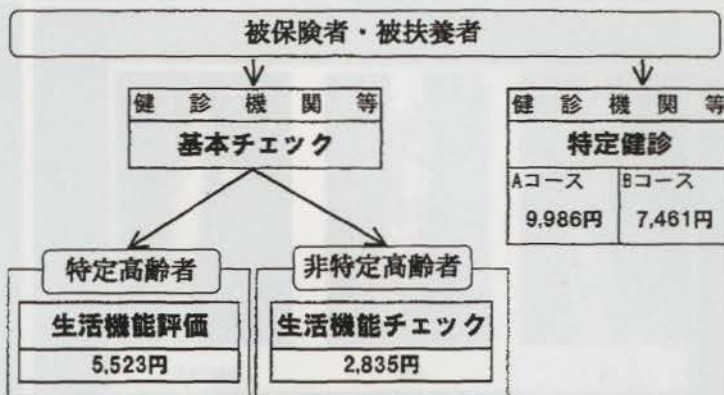 被保険者・被扶養者
健診機関等
基本チェック
健診機関等
特定健診
Aコース
Bコース
9,986円
7,461円
特定高齢者
非特定高齢者
生活機能評価
5,523円
生活機能チェック
2,835円